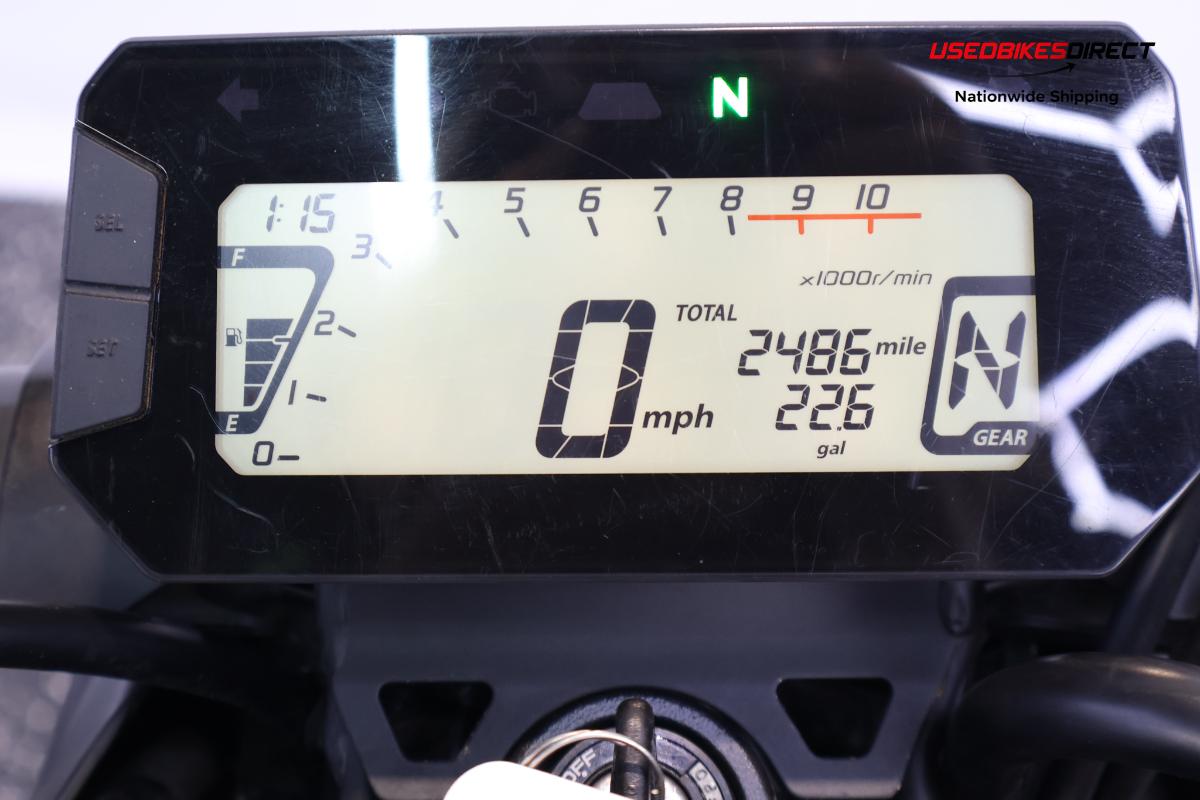 USEDBIKESDIRECT
Nationwide Shipping
N
SEL
SET
1:15
F
E
0
1
2
3
4
5
6
7
8
9
10
x1000r/min
0 mph
TOTAL
2486 mile
22.6
gal
N
GEAR
OFF